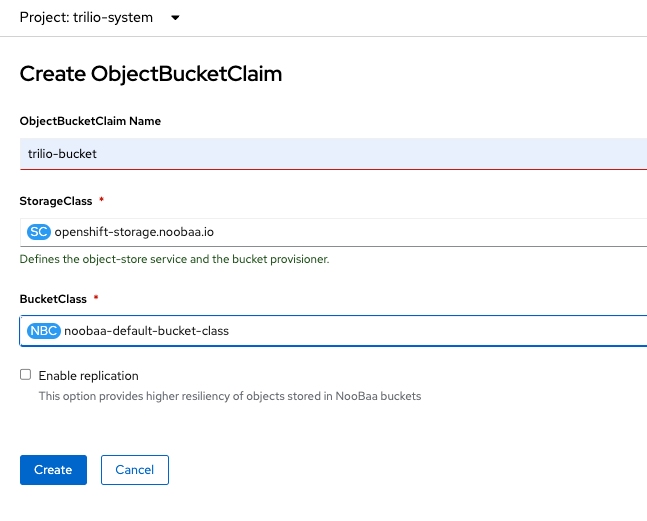 Project: trilio-system
Create ObjectBucketClaim
ObjectBucketClaim Name
trilio-bucket
StorageClass *
SC openshift-storage.noobaa.io
Defines the object-store service and the bucket provisioner.
BucketClass *
NBC noobaa-default-bucket-class
Enable replication
This option provides higher resiliency of objects stored in NooBaa buckets
Create Cancel